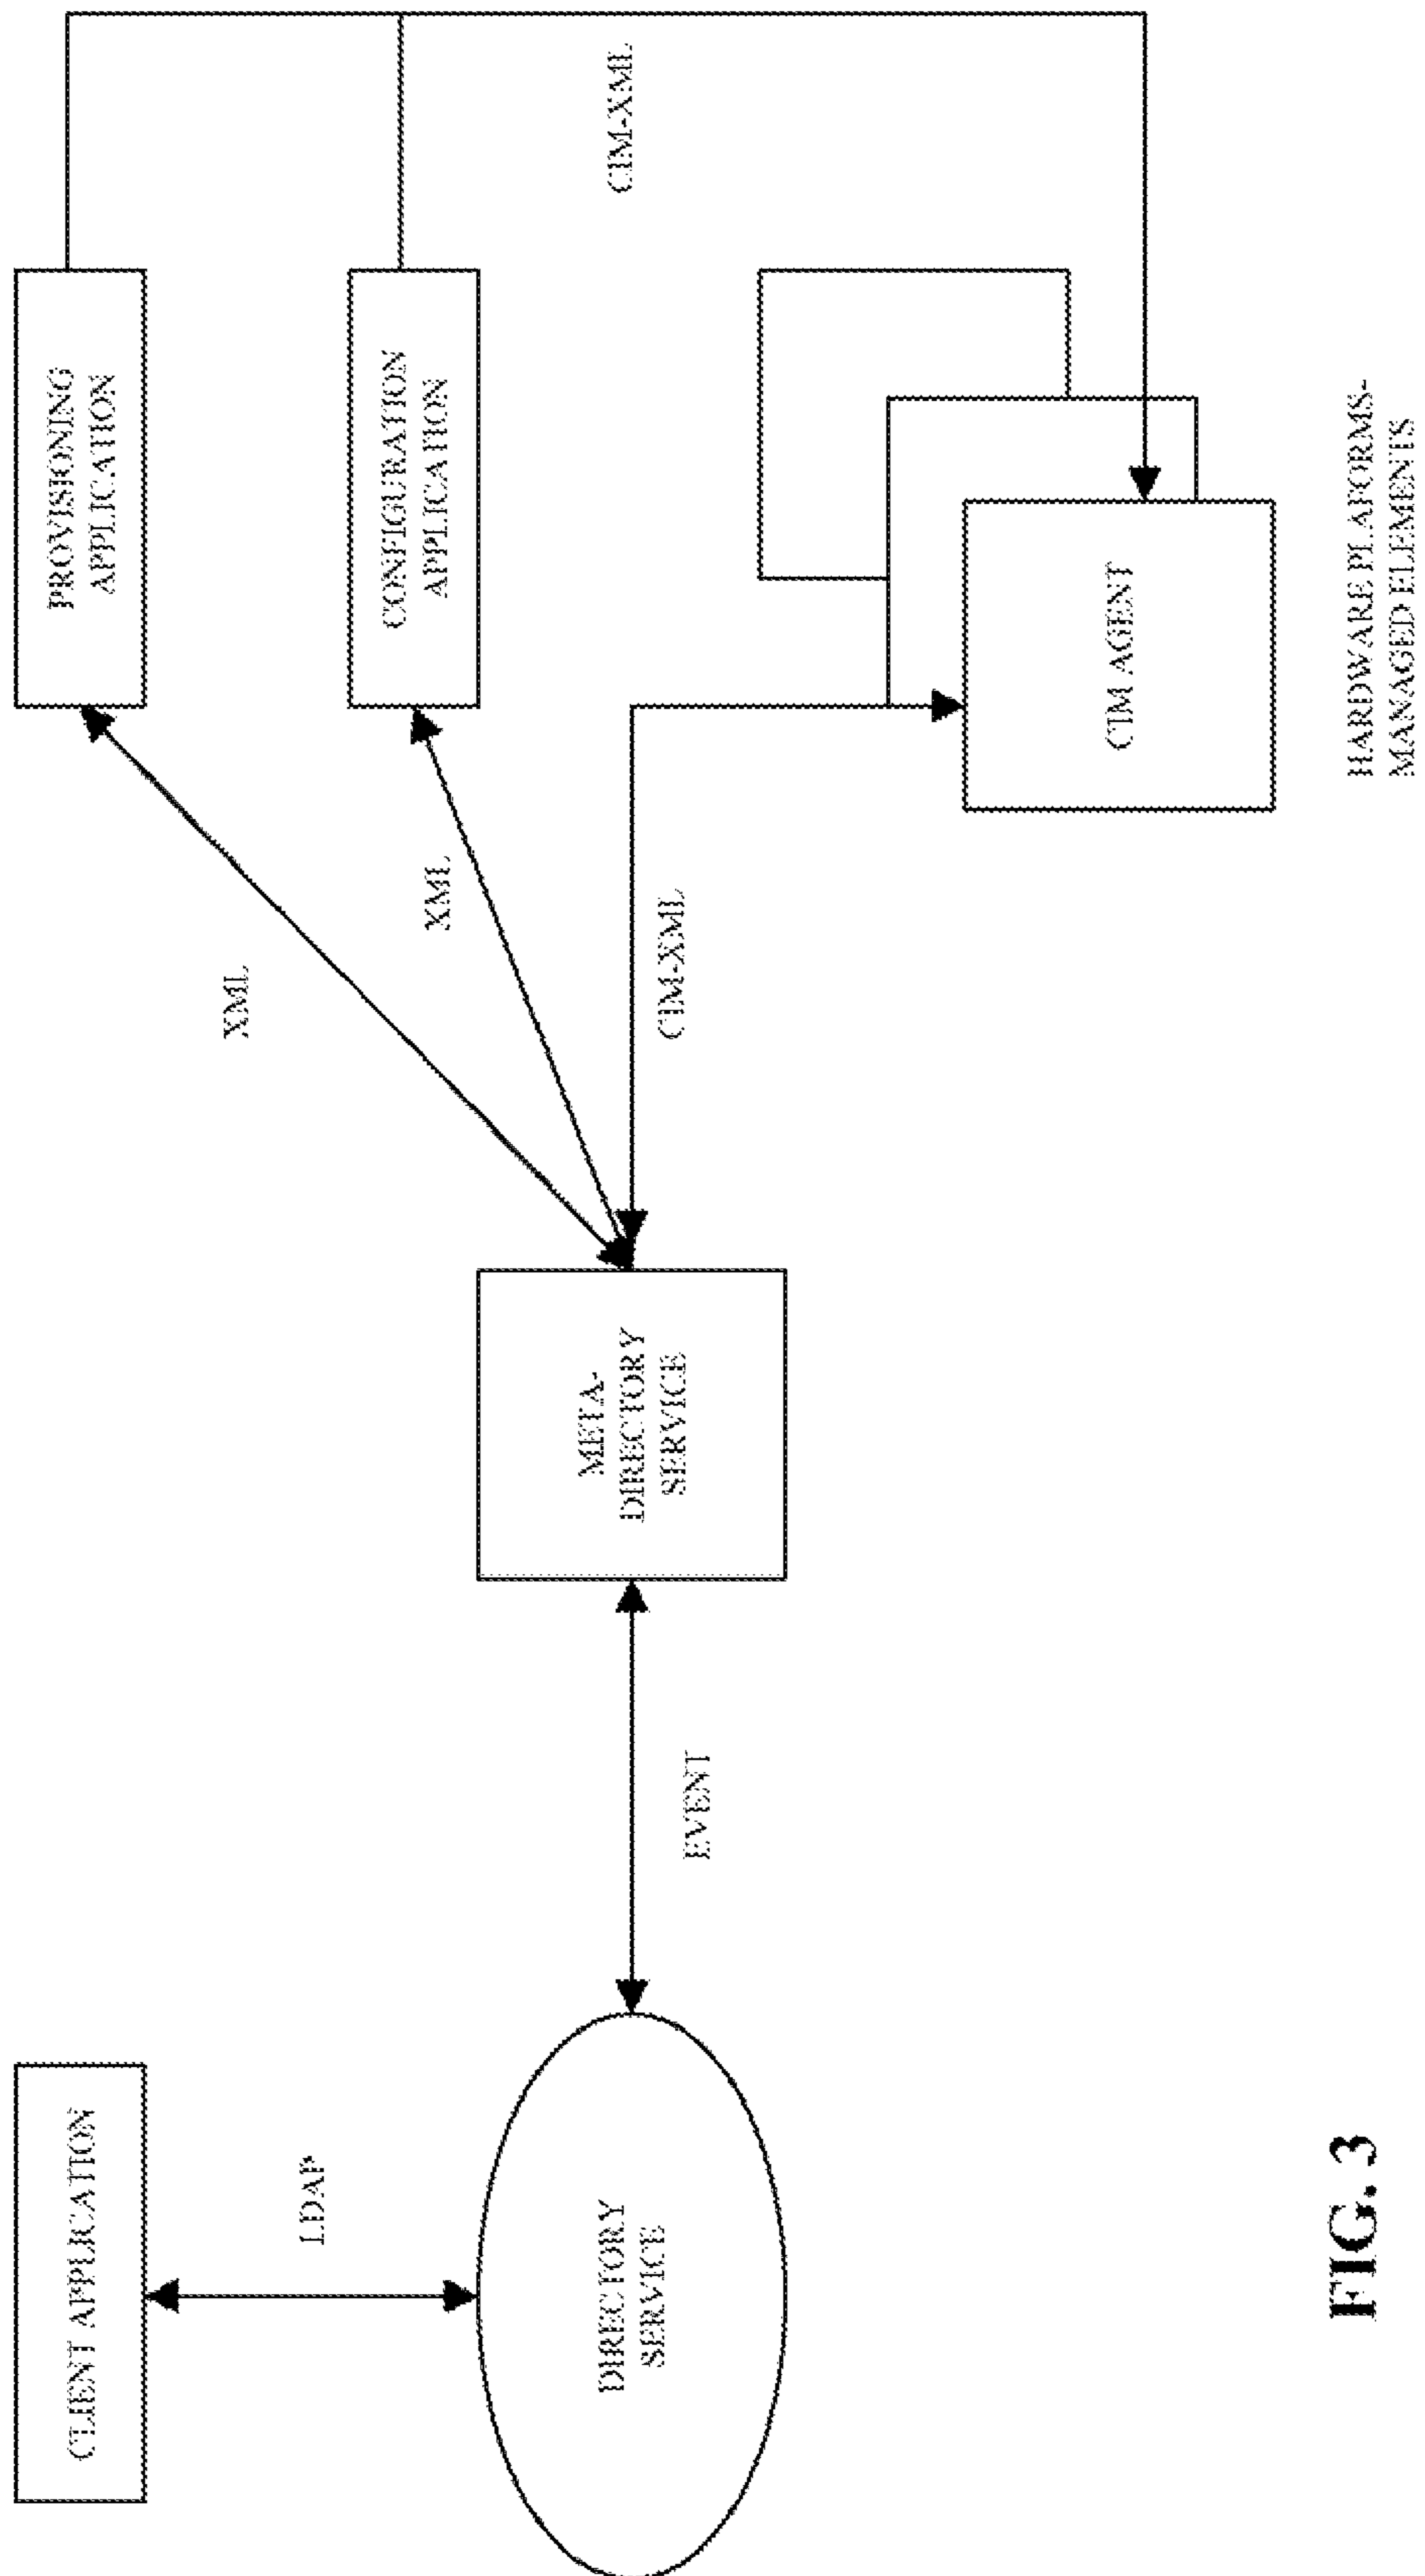 CLIENT APPLICATION
LDAP
DIRECTORY
SERVICE
EVENT
META-
DIRECTORY
SERVICE
XML
XML
CIM-XML
PROVISIONING
APPLICATION
CONFIGURATION
APPLICATION
CIM-XML
CIM AGENT
HARDWARE PLAFORMS-
MANAGED ELEMENTS
FIG. 3